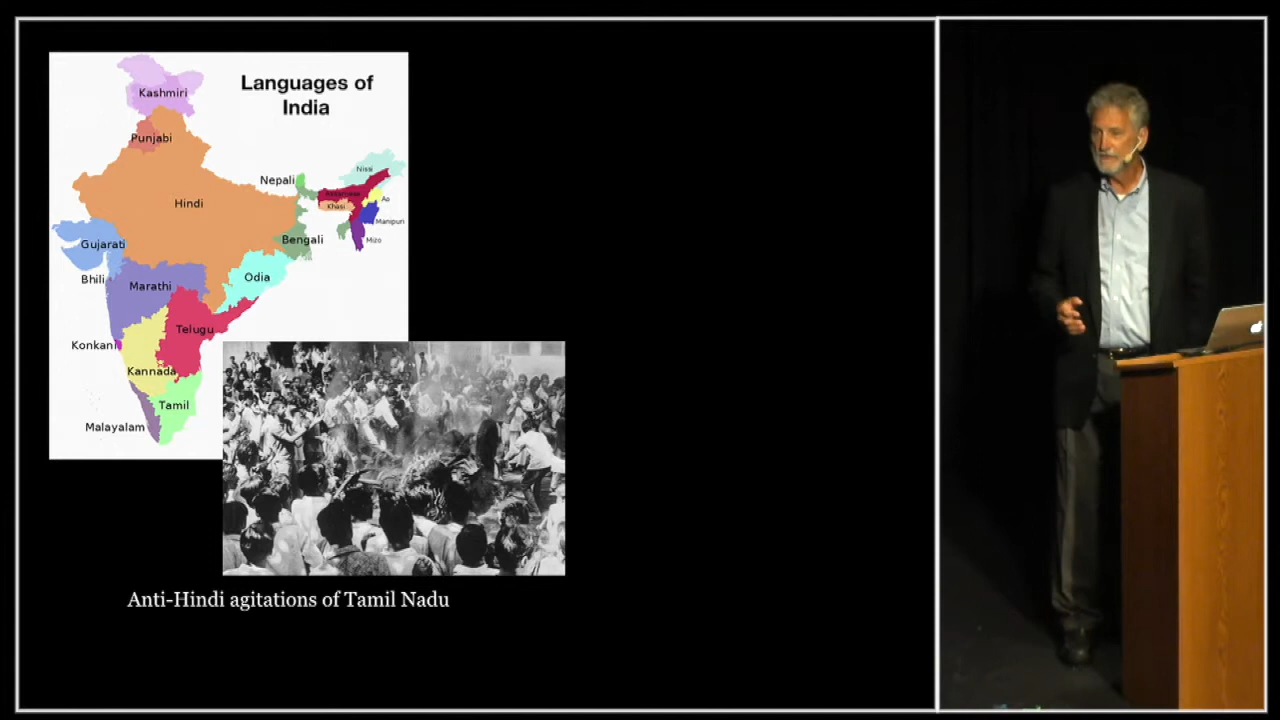 Languages of
India
Kashmiri
Punjabi
Nepali
Nissi
Hindi
Assamese
Ao
Khasi
Manipuri
Gujarati
Bengali
Mizo
Bhili
Marathi
Odia
Telugu
Konkani
Kannada
Tamil
Malayalam
Anti-Hindi agitations of Tamil Nadu